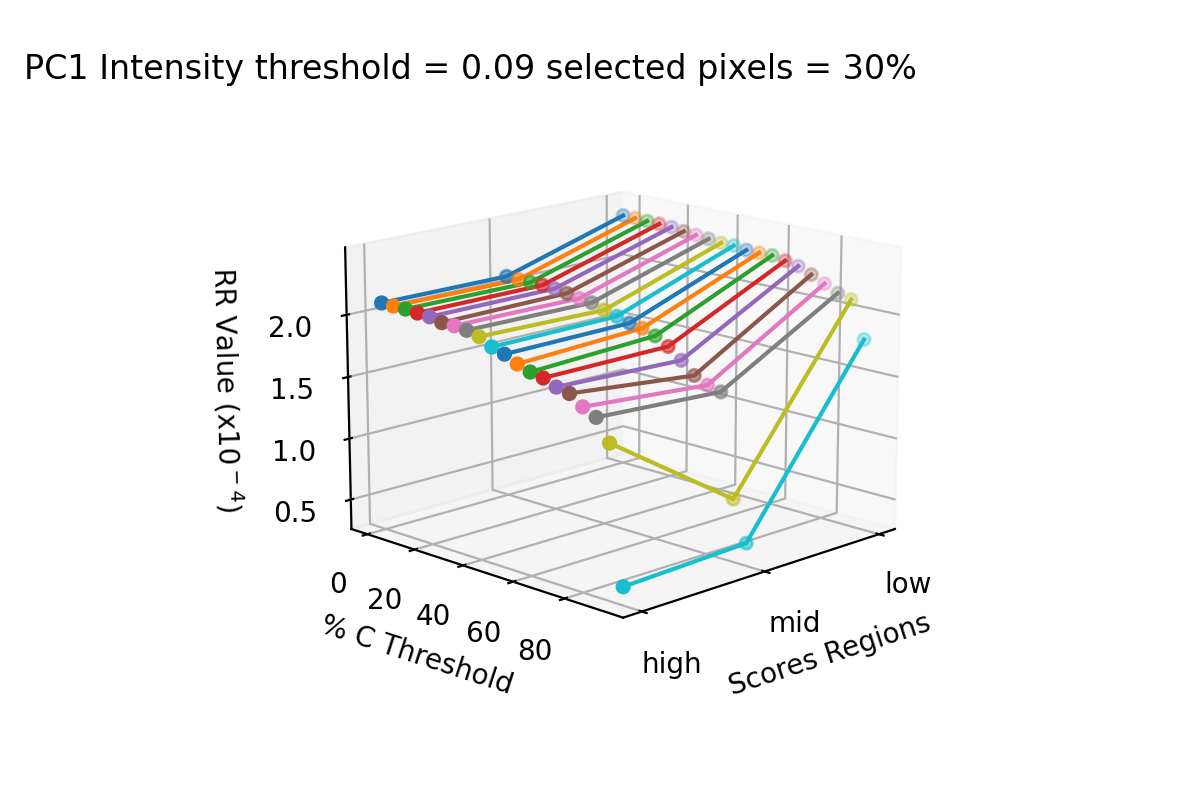 PC1 Intensity threshold = 0.09 selected pixels = 30%
RR Value (x10⁻⁴)
2.0
1.5
1.0
0.5
0
20
40
60
80
% C Threshold
high
mid
low
Scores Regions